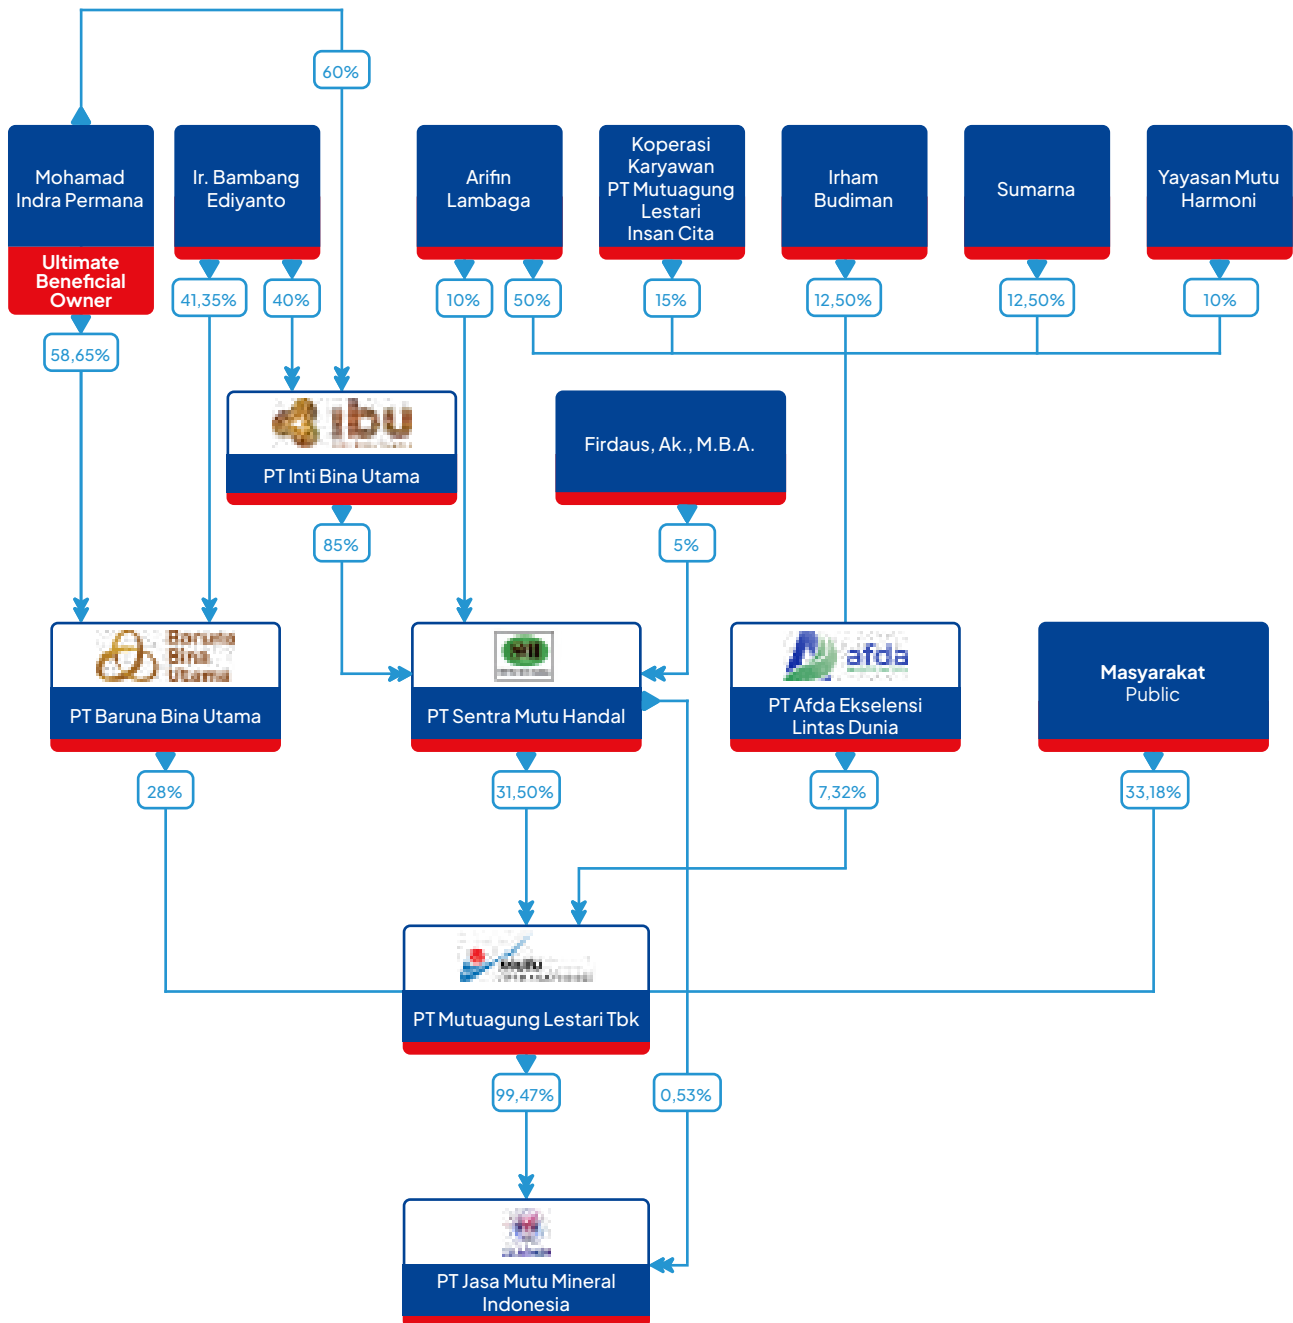 60%
Mohamad
Indra Permana
Ultimate
Beneficial
Owner
Ir. Bambang
Ediyanto
Arifin
Lambaga
Koperasi
Karyawan
PT Mutuagung
Lestari
Insan Cita
Irham
Budiman
Sumarna
Yayasan Mutu
Harmoni
58,65%
41,35%
40%
10%
50%
15%
12,50%
12,50%
10%
ibu
PT Inti Bina Utama
Firdaus, Ak., M.B.A.
85%
5%
Baruna
Bina
Utama
PT Baruna Bina Utama
PT Sentra Mutu Handal
afda
PT Afda Ekselensi
Lintas Dunia
Masyarakat
Public
28%
31,50%
7,32%
33,18%
Mutu
PT Mutuagung Lestari Tbk
99,47%
0,53%
PT Jasa Mutu Mineral
Indonesia